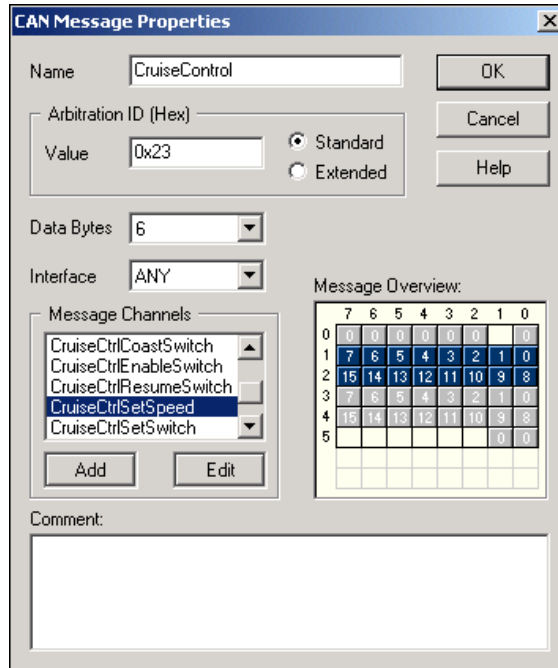 CAN Message Properties
Name CruiseControl OK
Arbitration ID (Hex) Cancel
Value 0x23 Standard
Extended Help
Data Bytes 6
Interface ANY
Message Overview:
Message Channels
CruiseCtrlCoastSwitch
CruiseCtrlEnableSwitch
CruiseCtrlResumeSwitch
CruiseCtrlSetSpeed
CruiseCtrlSetSwitch
Add Edit
7 6 5 4 3 2 1 0
0 0 0 0 0 0 0 0
1 7 6 5 4 3 2 1 0
2 15 14 13 12 11 10 9 8
3 7 6 5 4 3 2 1 0
4 15 14 13 12 11 10 9 8
5 0 0
Comment: